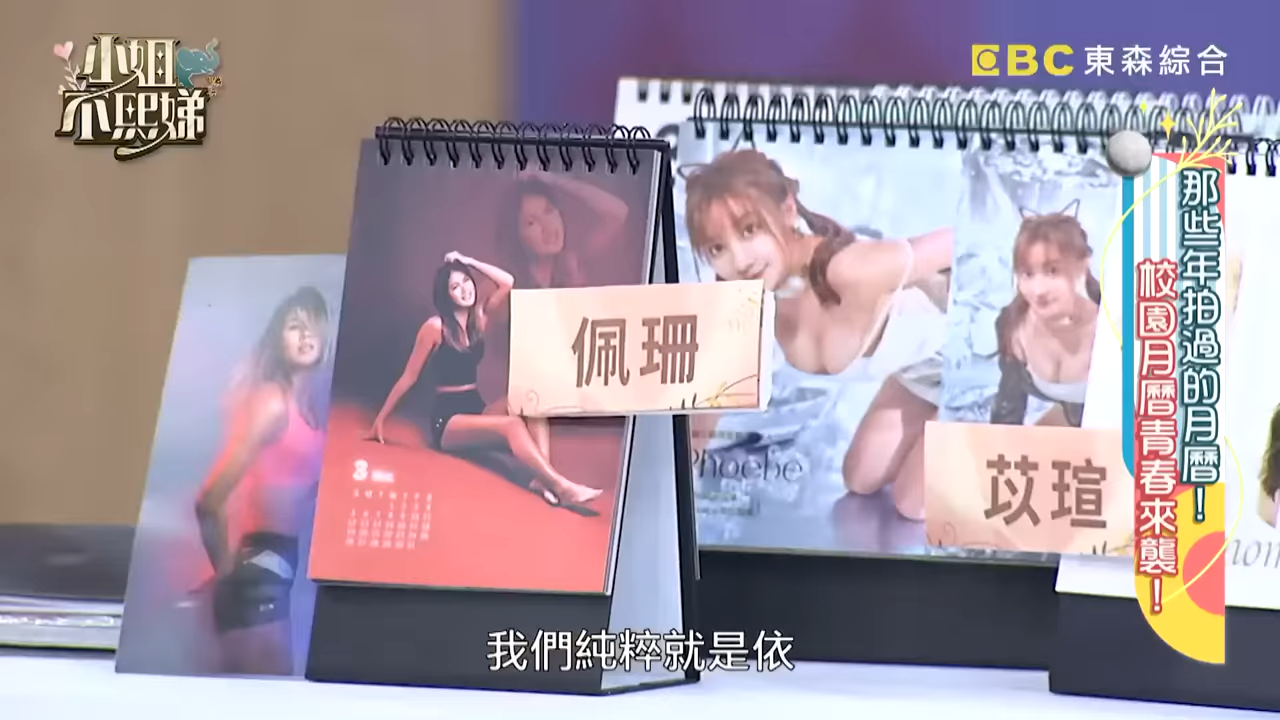 小姐
不熙娣
EBC 東森綜合
那些年拍過的月曆！
校園月曆青春來襲！
佩珊
苡瑄
Phoebe
3
我們純粹就是依